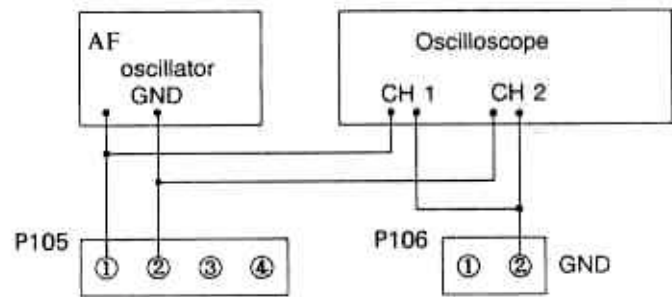 AF
oscillator
GND
Oscilloscope
CH 1 CH 2
P105
① ② ③ ④
P106
① ② GND